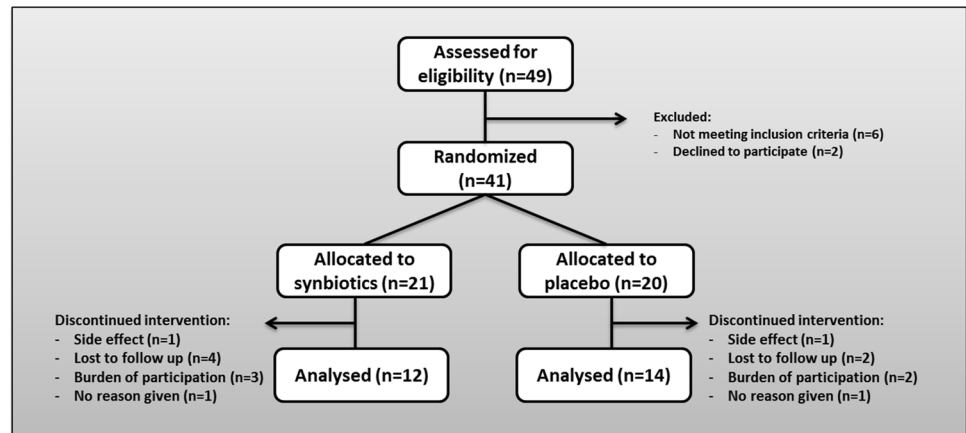 Assessed for
eligibility (n=49)
Excluded:
- Not meeting inclusion criteria (n=6)
- Declined to participate (n=2)
Randomized
(n=41)
Allocated to
synbiotics (n=21)
Allocated to
placebo (n=20)
Discontinued intervention:
- Side effect (n=1)
- Lost to follow up (n=4)
- Burden of participation (n=3)
- No reason given (n=1)
Discontinued intervention:
- Side effect (n=1)
- Lost to follow up (n=2)
- Burden of participation (n=2)
- No reason given (n=1)
Analysed (n=12)
Analysed (n=14)